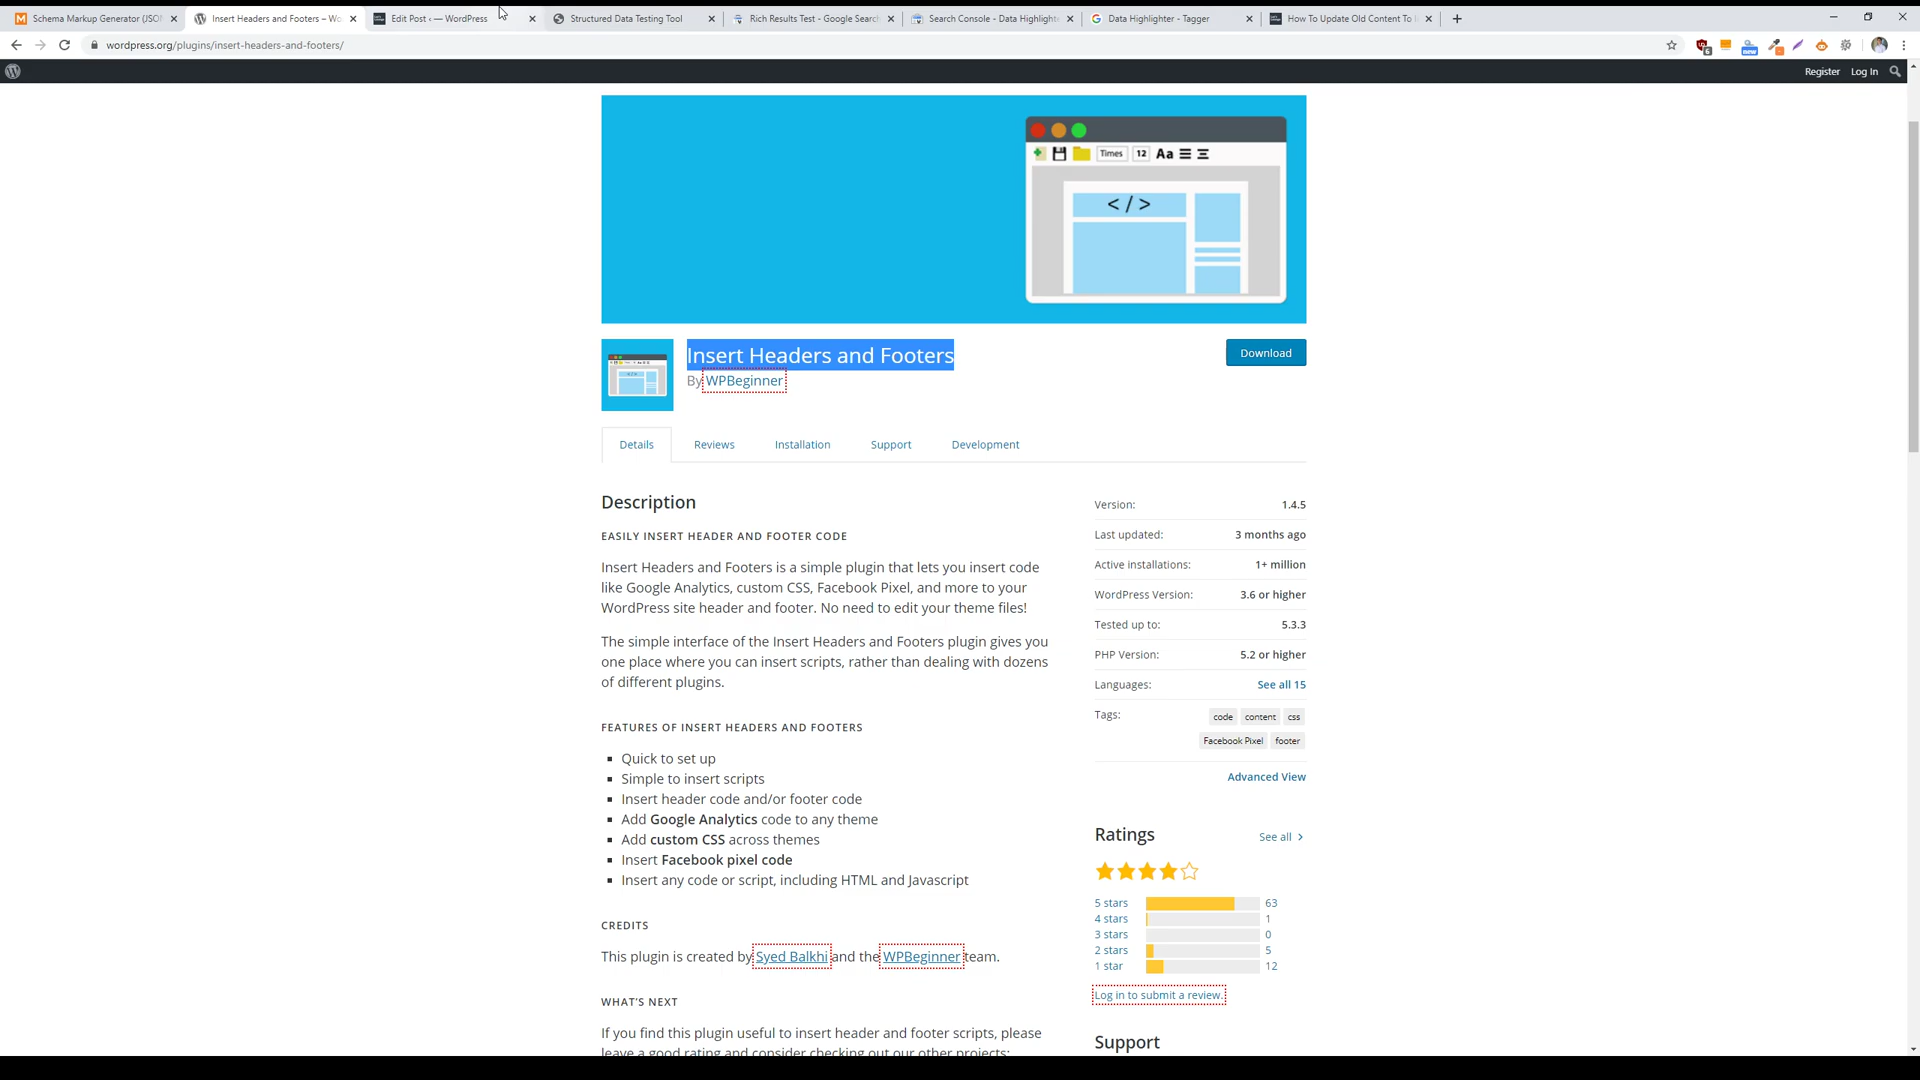 Schema Markup Generator (JSON
Insert Headers and Footers – Wo
Edit Post ‹ — WordPress
Structured Data Testing Tool
Rich Results Test - Google Search
Search Console - Data Highlighte
Data Highlighter - Tagger
How To Update Old Content To I
wordpress.org/plugins/insert-headers-and-footers/
Register Log In
Times 12 Aa
< / >
Insert Headers and Footers
Download
By WPBeginner
Details Reviews Installation Support Development
Description
EASILY INSERT HEADER AND FOOTER CODE
Insert Headers and Footers is a simple plugin that lets you insert code
like Google Analytics, custom CSS, Facebook Pixel, and more to your
WordPress site header and footer. No need to edit your theme files!
The simple interface of the Insert Headers and Footers plugin gives you
one place where you can insert scripts, rather than dealing with dozens
of different plugins.
FEATURES OF INSERT HEADERS AND FOOTERS
Quick to set up
Simple to insert scripts
Insert header code and/or footer code
Add Google Analytics code to any theme
Add custom CSS across themes
Insert Facebook pixel code
Insert any code or script, including HTML and Javascript
CREDITS
This plugin is created by Syed Balkhi and the WPBeginner team.
WHAT'S NEXT
If you find this plugin useful to insert header and footer scripts, please
leave a good rating and consider checking out our other projects:
Version: 1.4.5
Last updated: 3 months ago
Active installations: 1+ million
WordPress Version: 3.6 or higher
Tested up to: 5.3.3
PHP Version: 5.2 or higher
Languages: See all 15
Tags: code content css
Facebook Pixel footer
Advanced View
Ratings See all
5 stars 63
4 stars 1
3 stars 0
2 stars 5
1 star 12
Log in to submit a review.
Support